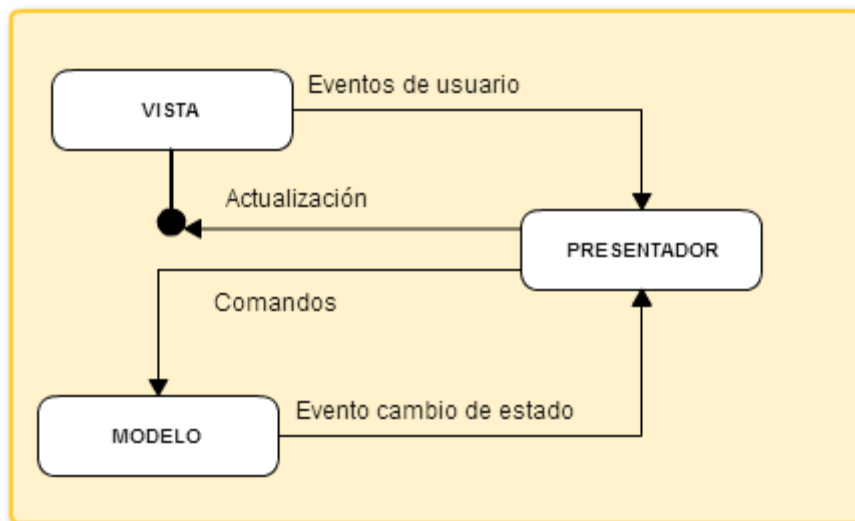 Eventos de usuario
VISTA
Actualización
PRESENTADOR
Comandos
Evento cambio de estado
MODELO